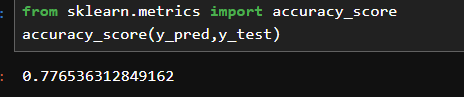 from sklearn.metrics import accuracy_score
accuracy_score(y_pred,y_test)
0.776536312849162